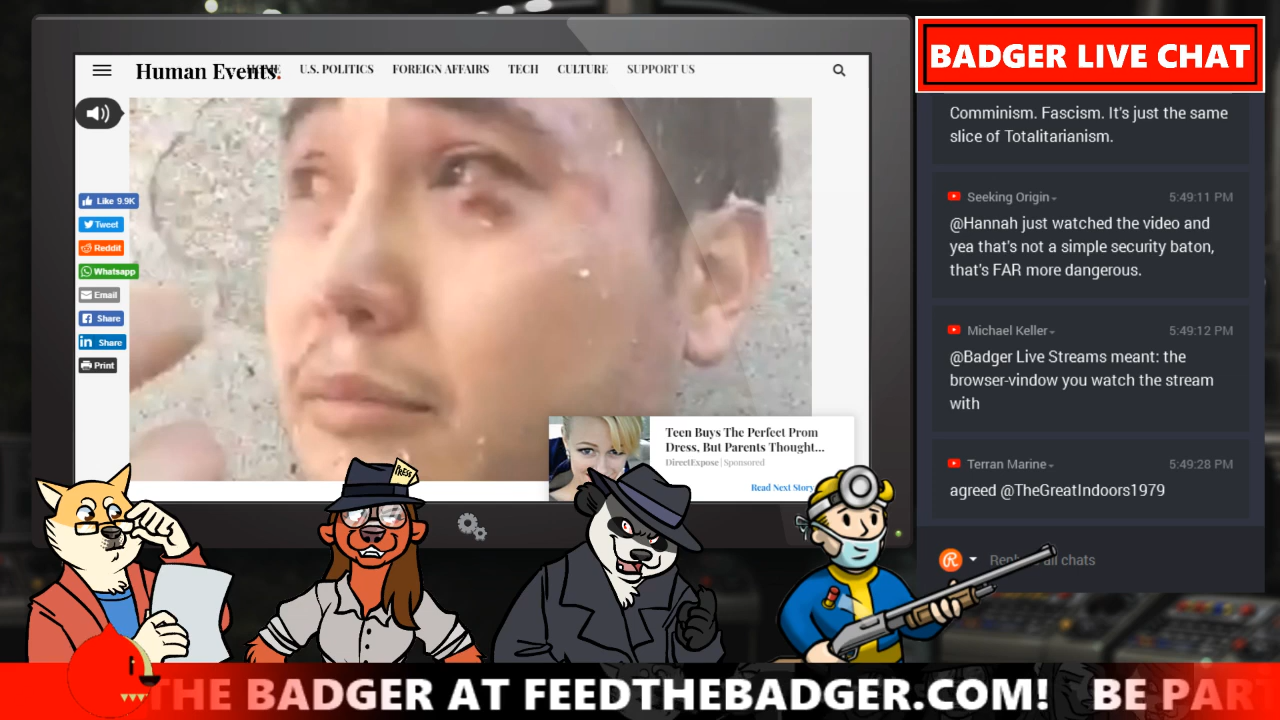 Human Events.
HOME
U.S. POLITICS
FOREIGN AFFAIRS
TECH
CULTURE
SUPPORT US
Like 9.9K
Tweet
Reddit
Whatsapp
Email
Share
Share
Print
Teen Buys The Perfect Prom
Dress, But Parents Thought...
DirectExpose | Sponsored
Read Next Story
PRESS
BADGER LIVE CHAT
Comminism. Fascism. It's just the same
slice of Totalitarianism.
Seeking Origin
5:49:11 PM
@Hannah just watched the video and
yea that's not a simple security baton,
that's FAR more dangerous.
Michael Keller
5:49:12 PM
@Badger Live Streams meant: the
browser-vindow you watch the stream
with
Terran Marine
5:49:28 PM
agreed @TheGreatIndoors1979
all chats
THE BADGER AT FEEDTHEBADGER.COM! BE PART